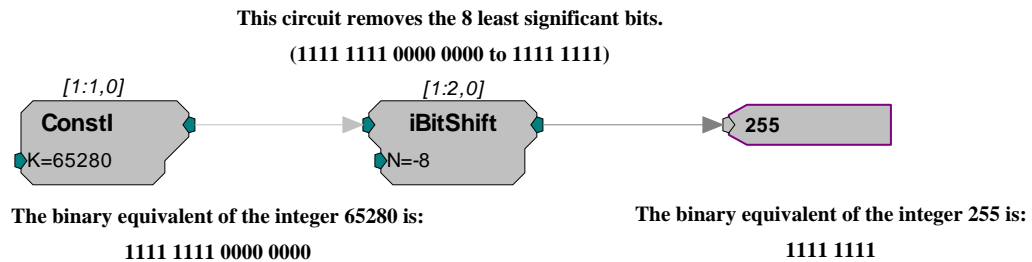 This circuit removes the 8 least significant bits.
(1111 1111 0000 0000 to 1111 1111)
[1:1,0]
ConstI
K=65280
[1:2,0]
iBitShift
N=-8
255
The binary equivalent of the integer 65280 is:
1111 1111 0000 0000
The binary equivalent of the integer 255 is:
1111 1111